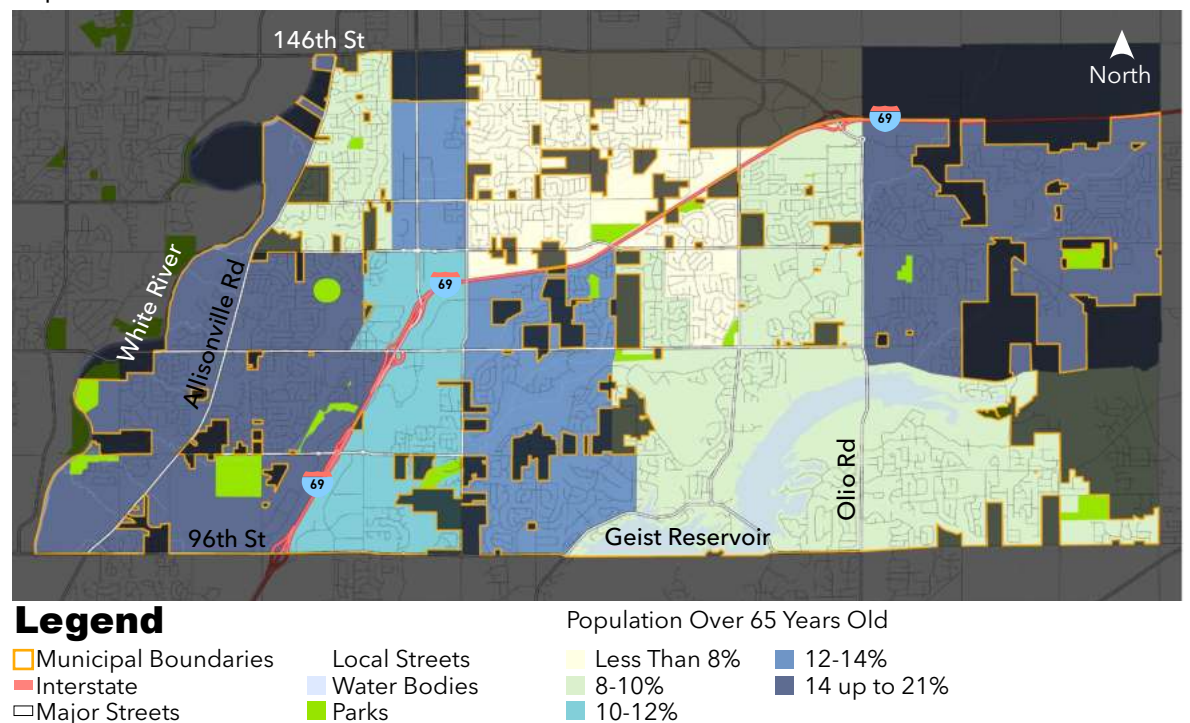 146th St
North
69
White River
Allisonville Rd
69
69
Olio Rd
96th St
Geist Reservoir
Legend
Municipal Boundaries
Interstate
Major Streets
Local Streets
Water Bodies
Parks
Population Over 65 Years Old
Less Than 8%
8-10%
10-12%
12-14%
14 up to 21%